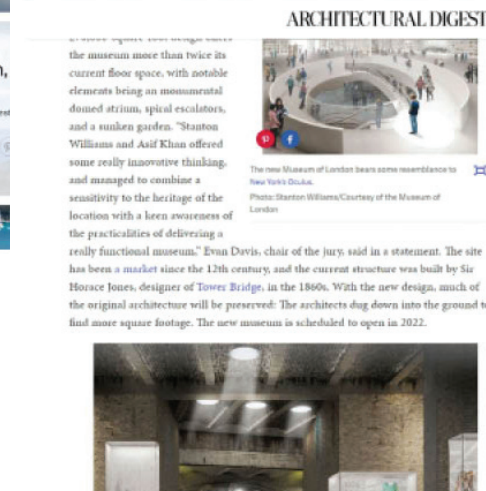 ARCHITECTURAL DIGEST
the museum more than twice its
current floor space, with notable
elements being an monumental
domed atrium, spiral escalators,
and a sunken garden. "Stanton
Williams and Asif Khan offered
some really innovative thinking,
and managed to combine a
sensitivity to the heritage of the
location with a keen awareness of
the practicalities of delivering a
The new Museum of London bears some resemblance to
New York's Oculus.
Photo: Stanton Williams/Courtesy of the Museum of
London
really functional museum," Evan Davis, chair of the jury, said in a statement. The site
has been a market since the 12th century, and the current structure was built by Sir
Horace Jones, designer of Tower Bridge, in the 1860s. With the new design, much of
the original architecture will be preserved: The architects dug down into the ground to
find more square footage. The new museum is scheduled to open in 2022.